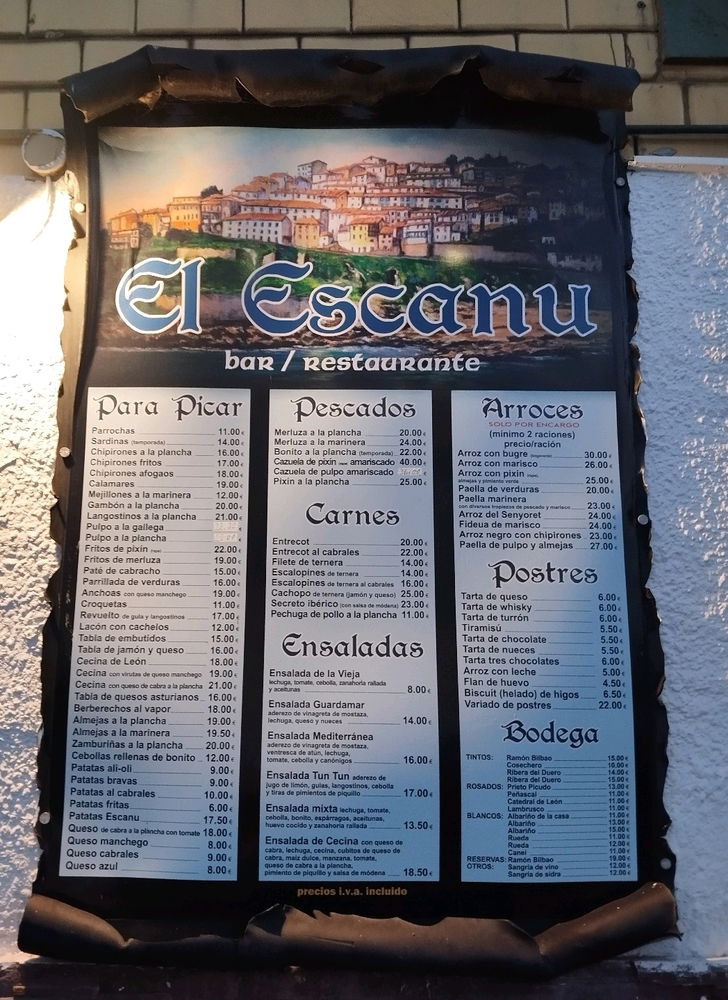 El Escanu
bar / restaurante
Para Picar
Parrochas 11.00€
Sardinas (temporada) 14.00€
Chipirones a la plancha 16.00€
Chipirones fritos 17.00€
Chipirones afogaos 18.00€
Calamares 19.00€
Mejillones a la marinera 12.00€
Gambón a la plancha 20.00€
Langostinos a la plancha 21.00€
Pulpo a la gallega
Pulpo a la plancha
Fritos de pixín (rape) 22.00€
Fritos de merluza 19.00€
Paté de cabracho 15.00€
Parrillada de verduras 16.00€
Anchoas con queso manchego 19.00€
Croquetas 11.00€
Revuelto de gula y langostinos 17.00€
Lacón con cachelos 12.00€
Tabla de embutidos 15.00€
Tabla de jamón y queso 16.00€
Cecina de León 18.00€
Cecina con virutas de queso manchego 19.00€
Cecina con queso de cabra a la plancha 21.00€
Tabla de quesos asturianos 16.00€
Berberechos al vapor 18.00€
Almejas a la plancha 19.00€
Almejas a la marinera 19.50€
Zamburiñas a la plancha 20.00€
Cebollas rellenas de bonito 12.00€
Patatas ali-oli 9.00€
Patatas bravas 9.00€
Patatas al cabrales 10.00€
Patatas fritas 6.00€
Patatas Escanu 17.50€
Queso de cabra a la plancha con tomate 18.00€
Queso manchego 8.00€
Queso cabrales 9.00€
Queso azul 8.00€
Pescados
Merluza a la plancha 20.00€
Merluza a la marinera 24.00€
Bonito a la plancha (temporada) 22.00€
Cazuela de pixín (rape) amariscado 40.00€
Cazuela de pulpo amariscado
Pixín a la plancha 25.00€
Carnes
Entrecot 20.00€
Entrecot al cabrales 22.00€
Filete de ternera 14.00€
Escalopines de ternera 14.00€
Escalopines de ternera al cabrales 16.00€
Cachopo de ternera (jamón y queso) 25.00€
Secreto ibérico (con salsa de módena) 23.00€
Pechuga de pollo a la plancha 11.00€
Ensaladas
Ensalada de la Vieja
lechuga, tomate, cebolla, zanahoria rallada
y aceitunas 8.00€
Ensalada Guardamar
aderezo de vinagreta de mostaza,
lechuga, queso y nueces 14.00€
Ensalada Mediterránea
aderezo de vinagreta de mostaza,
ventresca de atún, lechuga,
tomate, cebolla y canónigos 16.00€
Ensalada Tun Tun aderezo de
jugo de limón, gulas, langostinos, cebolla
y tiras de pimientos de piquillo 17.00€
Ensalada mixta lechuga, tomate,
cebolla, bonito, espárragos, aceitunas,
huevo cocido y zanahoria rallada 13.50€
Ensalada de Cecina con queso de
cabra, lechuga, cecina, cubitos de queso de
cabra, maíz dulce, manzana, tomate,
queso de cabra a la plancha,
pimiento de piquillo y salsa de módena 18.50€
Arroces
SOLO POR ENCARGO
(mínimo 2 raciones)
precio/ración
Arroz con bugre (bogavante) 30.00€
Arroz con marisco 26.00€
Arroz con pixín (rape),
almejas y pimiento verde 25.00€
Paella de verduras 20.00€
Paella marinera
con diversos tropiezos de pescado y marisco 23.00€
Arroz del Senyoret 24.00€
Fideua de marisco 24.00€
Arroz negro con chipirones 23.00€
Paella de pulpo y almejas 27.00€
Postres
Tarta de queso 6.00€
Tarta de whisky 6.00€
Tarta de turrón 6.00€
Tiramisú 5.50€
Tarta de chocolate 5.50€
Tarta de nueces 5.50€
Tarta tres chocolates 6.00€
Arroz con leche 5.00€
Flan de huevo 4.50€
Biscuit (helado) de higos 6.50€
Variado de postres 22.00€
Bodega
TINTOS: Ramón Bilbao 15.00€
Cosechero 10.00€
Ribera del Duero 14.00€
Ribera del Duero 15.00€
ROSADOS: Prieto Picudo 13.00€
Peñascal 11.00€
Catedral de León 11.00€
Lambrusco 11.00€
BLANCOS: Albariño de la casa 11.00€
Albariño
Albariño 15.00€
Rueda 11.00€
Rueda 12.00€
Canei 11.00€
RESERVAS: Ramón Bilbao 19.00€
OTROS: Sangría de vino 12.00€
Sangría de sidra 12.00€
precios i.v.a. incluido